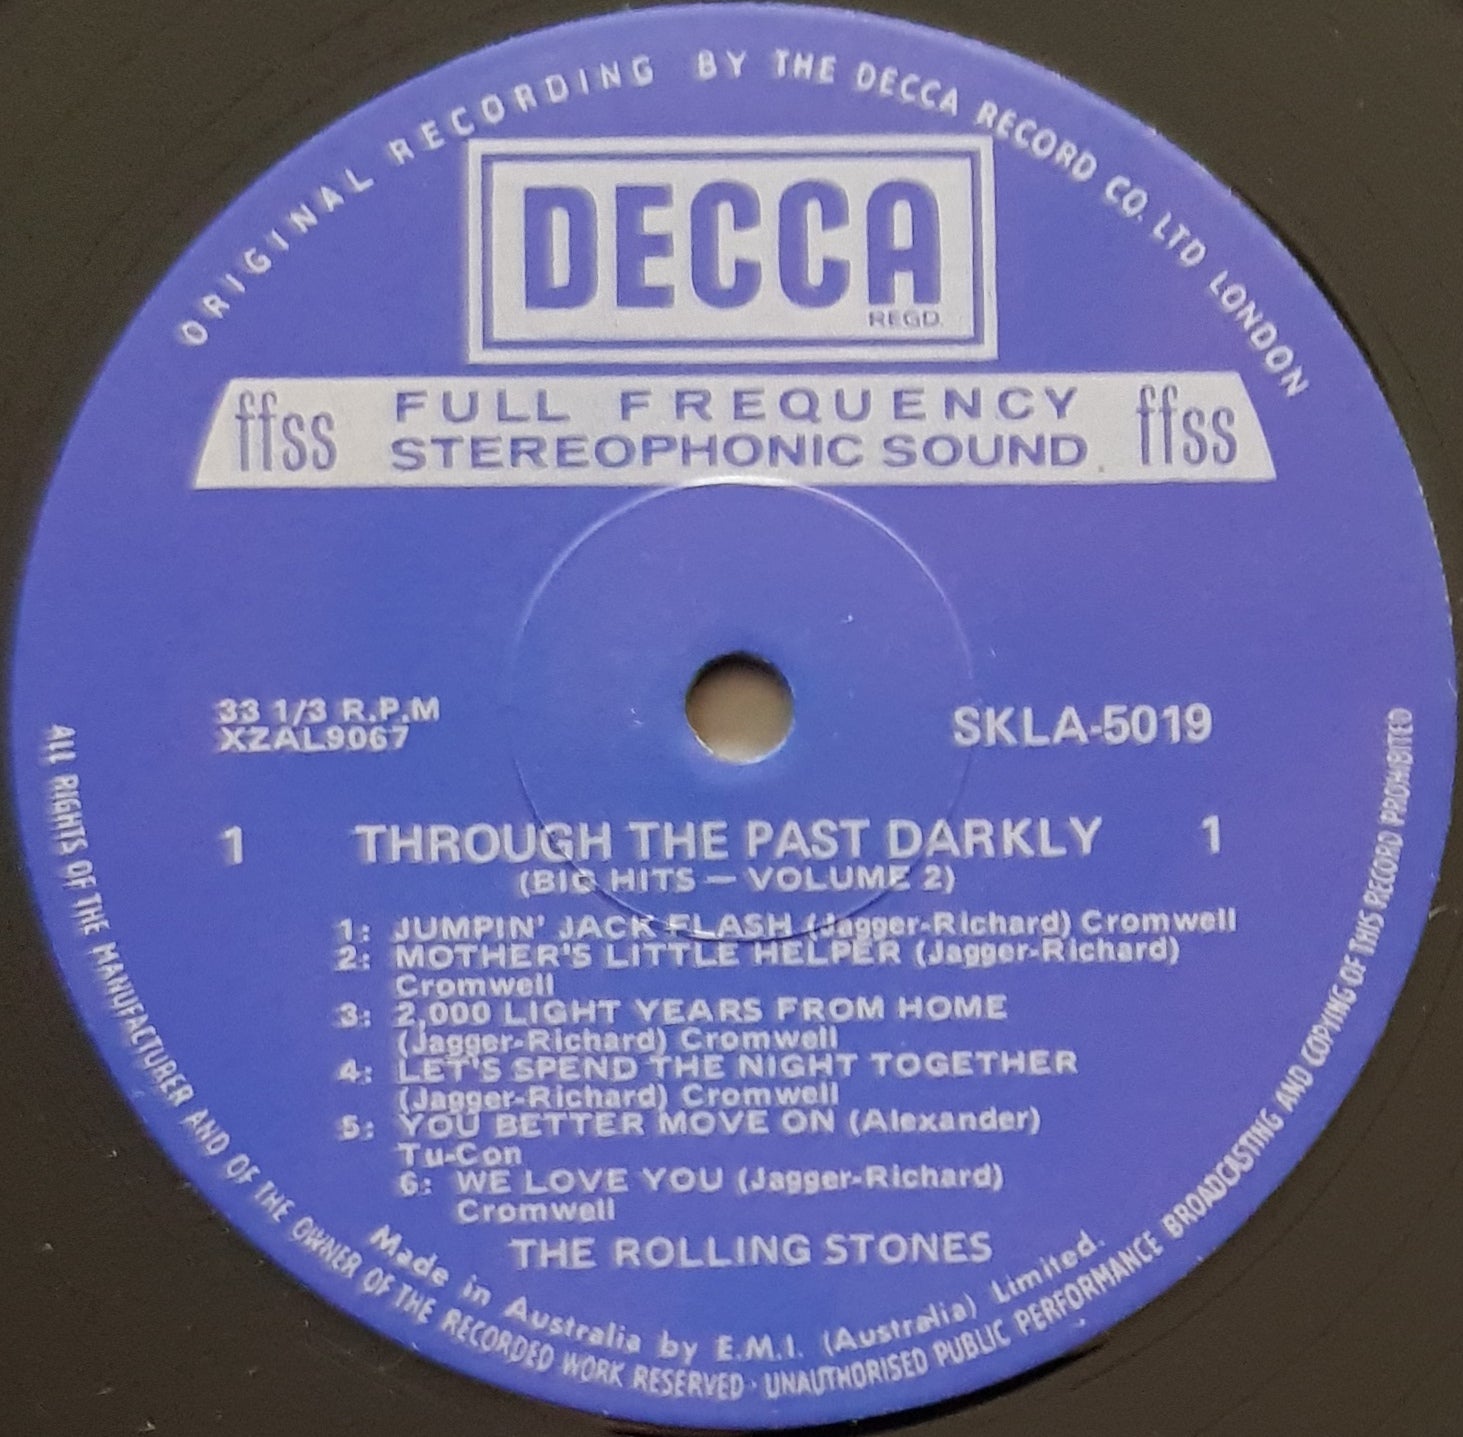 ORIGINAL RECORDING BY THE DECCA RECORD CO. LTD LONDON
DECCA
REGD.
ffss FULL FREQUENCY ffss
STEREOPHONIC SOUND
33 1/3 R.P.M
XZAL9067
SKLA-5019
1 THROUGH THE PAST DARKLY 1
(BIG HITS — VOLUME 2)
1: JUMPIN' JACK FLASH (Jagger-Richard) Cromwell
2: MOTHER'S LITTLE HELPER (Jagger-Richard)
Cromwell
3: 2,000 LIGHT YEARS FROM HOME
(Jagger-Richard) Cromwell
4: LET'S SPEND THE NIGHT TOGETHER
(Jagger-Richard) Cromwell
5: YOU BETTER MOVE ON (Alexander)
Tu-Con
6: WE LOVE YOU (Jagger-Richard)
Cromwell
THE ROLLING STONES
Made in Australia by E.M.I. (Australia) Limited.
ALL RIGHTS OF THE MANUFACTURER AND OF THE OWNER OF THE RECORDED WORK RESERVED · UNAUTHORISED PUBLIC PERFORMANCE BROADCASTING AND COPYING OF THIS RECORD PROHIBITED